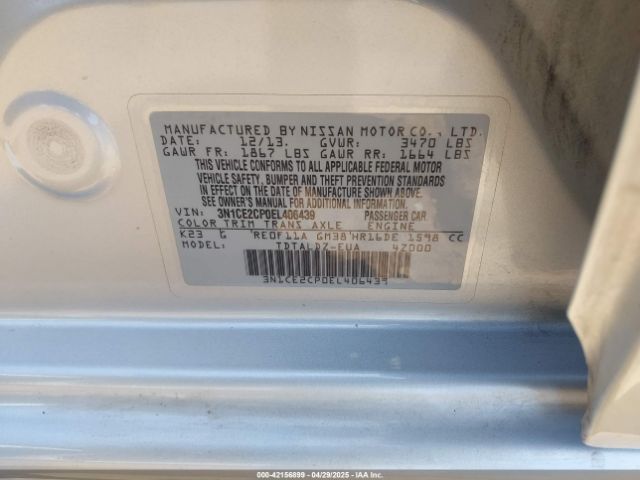 MANUFACTURED BY NISSAN MOTOR CO., LTD.
DATE: 12/13. GVWR: 3470 LBS
GAWR FR: 1867 LBS GAWR RR: 1664 LBS
THIS VEHICLE CONFORMS TO ALL APPLICABLE FEDERAL MOTOR
VEHICLE SAFETY, BUMPER AND THEFT PREVENTION STANDARDS
IN EFFECT ON THE DATE OF MANUFACTURE SHOWN ABOVE.
SEE OWNER'S MANUAL FOR ADDITIONAL INFORMATION.
VIN: 3N1CE2CP0EL406439 PASSENGER CAR
COLOR TRIM TRANS AXLE ENGINE
K23 G RE0F11A GM38 HR16DE 1598 CC
MODEL: TDTALDZ-EUA 4Z000
3N1CE2CP0EL406439
000-42156899 - 04/29/2025 - IAAI.COM